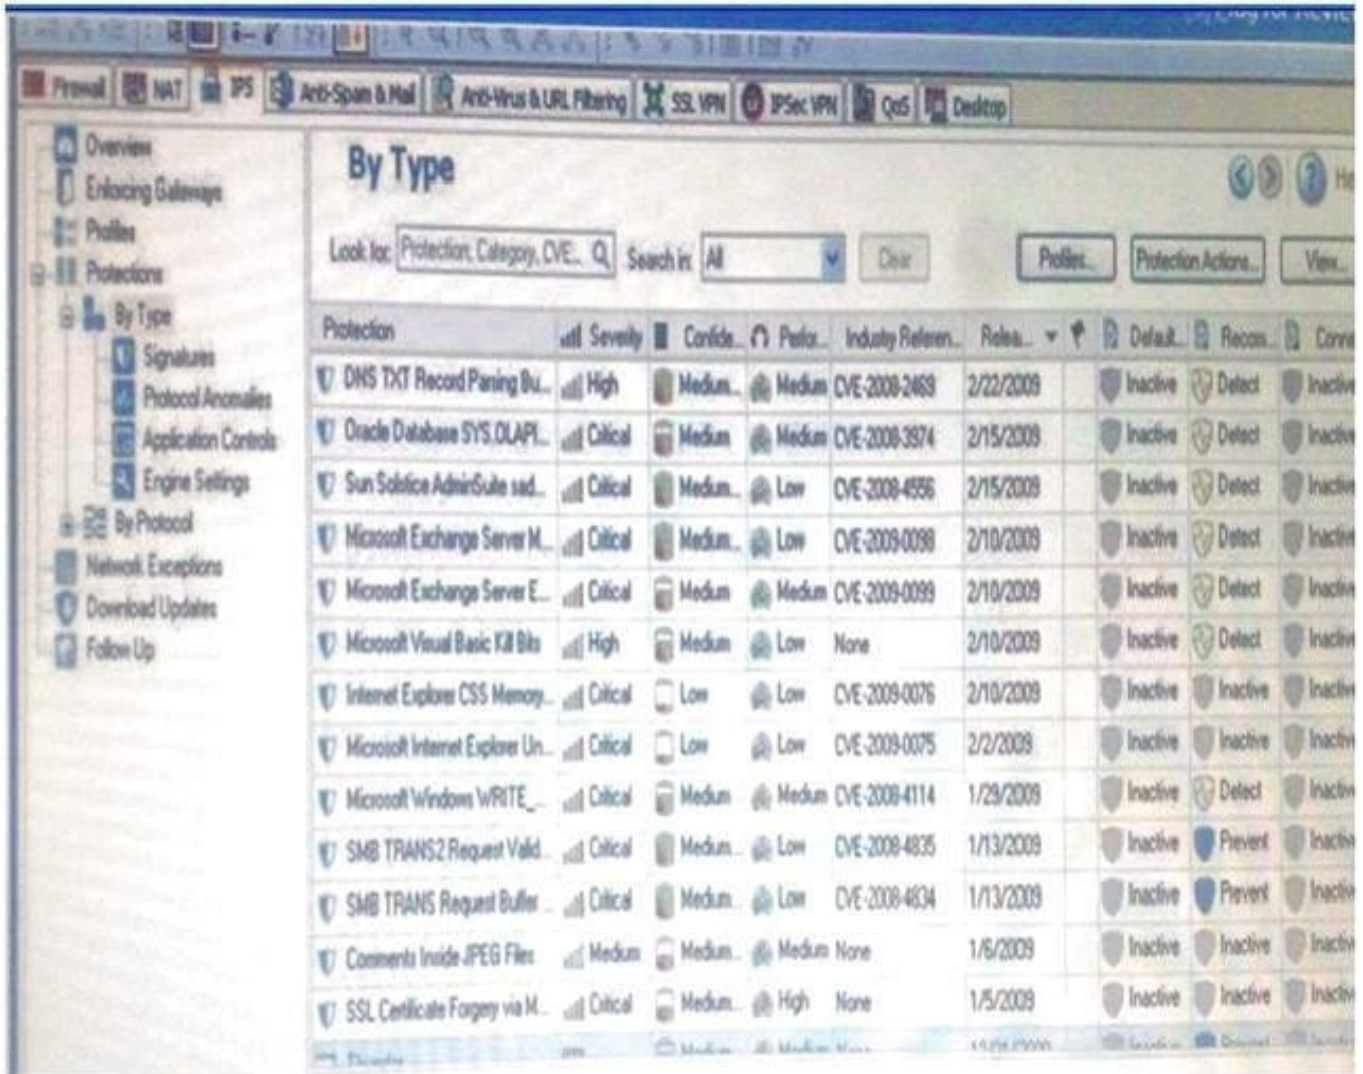 Firewall NAT IPS Anti-Spam & Mail Anti-Virus & URL Filtering SSL VPN IPSec VPN QoS Desktop
Overview
Enforcing Gateways
Profiles
Protections
By Type
Signatures
Protocol Anomalies
Application Controls
Engine Settings
By Protocol
Network Exceptions
Download Updates
Follow Up
By Type
Look for: Protection, Category, CVE... Search in: All Clear Profiles... Protection Actions... View...
Protection Severity Confide... Perfor... Industry Referen... Relea... Default... Recom... Conne
DNS TXT Record Parsing Bu... High Medium... Medium CVE-2008-2469 2/22/2009 Inactive Detect Inactive
Oracle Database SYS.OLAPI... Critical Medium Medium CVE-2008-3974 2/15/2009 Inactive Detect Inactive
Sun Solstice AdminSuite sad... Critical Medium... Low CVE-2008-4556 2/15/2009 Inactive Detect Inactive
Microsoft Exchange Server M... Critical Medium... Low CVE-2009-0098 2/10/2009 Inactive Detect Inactive
Microsoft Exchange Server E... Critical Medium Medium CVE-2009-0099 2/10/2009 Inactive Detect Inactive
Microsoft Visual Basic Kill Bits High Medium Low None 2/10/2009 Inactive Detect Inactive
Internet Explorer CSS Memory... Critical Low Low CVE-2009-0076 2/10/2009 Inactive Inactive Inactive
Microsoft Internet Explorer Un... Critical Low Low CVE-2009-0075 2/2/2009 Inactive Inactive Inactive
Microsoft Windows WRITE_... Critical Medium Medium CVE-2008-4114 1/29/2009 Inactive Detect Inactive
SMB TRANS2 Request Valid... Critical Medium... Low CVE-2008-4835 1/13/2009 Inactive Prevent Inactive
SMB TRANS Request Buffer ... Critical Medium... Low CVE-2008-4834 1/13/2009 Inactive Prevent Inactive
Comments Inside JPEG Files Medium Medium... Medium None 1/6/2009 Inactive Inactive Inactive
SSL Certificate Forgery via M... Critical Medium... High None 1/5/2009 Inactive Inactive Inactive